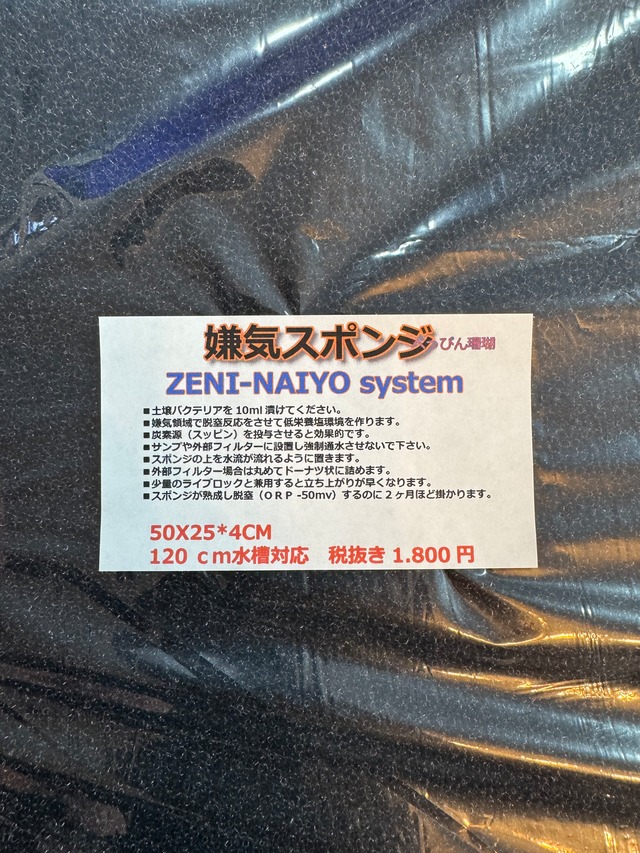 嫌気スポンジ
びん珊瑚
ZENI-NAIYO system
■土壌バクテリアを10ml漬けてください。
■嫌気領域で脱窒反応をさせて低栄養塩環境を作ります。
■炭素源（スッピン）を投与させると効果的です。
■サンプや外部フィルターに設置し強制通水させないで下さい。
■スポンジの上を水流が流れるように置きます。
■外部フィルター場合は丸めてドーナツ状に詰めます。
■少量のライブロックと兼用すると立ち上がりが早くなります。
■スポンジが熟成し脱窒（ＯＲＰ -50mv）するのに２ヶ月ほど掛かります。
50X25*4CM
120 ｃｍ水槽対応　税抜き 1.800 円